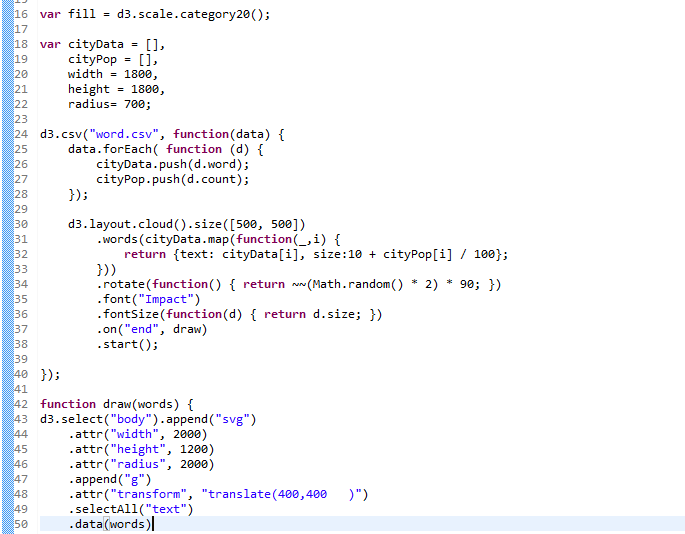 16 var fill = d3.scale.category20();
17
18 var cityData = [],
19     cityPop = [],
20     width = 1800,
21     height = 1800,
22     radius= 700;
23
24 d3.csv("word.csv", function(data) {
25     data.forEach( function (d) {
26         cityData.push(d.word);
27         cityPop.push(d.count);
28     });
29
30     d3.layout.cloud().size([500, 500])
31         .words(cityData.map(function(_,i) {
32             return {text: cityData[i], size:10 + cityPop[i] / 100};
33         }))
34         .rotate(function() { return ~~(Math.random() * 2) * 90; })
35         .font("Impact")
36         .fontSize(function(d) { return d.size; })
37         .on("end", draw)
38         .start();
39
40 });
41
42 function draw(words) {
43 d3.select("body").append("svg")
44     .attr("width", 2000)
45     .attr("height", 1200)
46     .attr("radius", 2000)
47     .append("g")
48     .attr("transform", "translate(400,400   )")
49     .selectAll("text")
50     .data(words)